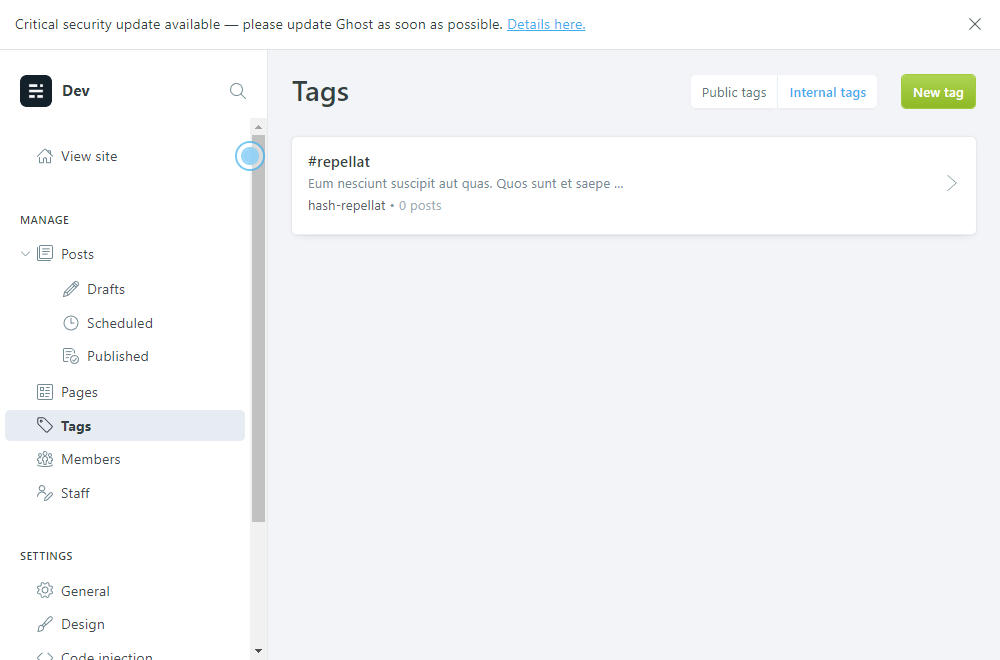 Critical security update available — please update Ghost as soon as possible. Details here.
Dev
View site
MANAGE
Posts
Drafts
Scheduled
Published
Pages
Tags
Members
Staff
SETTINGS
General
Design
Code injection
Tags
Public tags
Internal tags
New tag
#repellat
Eum nesciunt suscipit aut quas. Quos sunt et saepe ...
hash-repellat • 0 posts